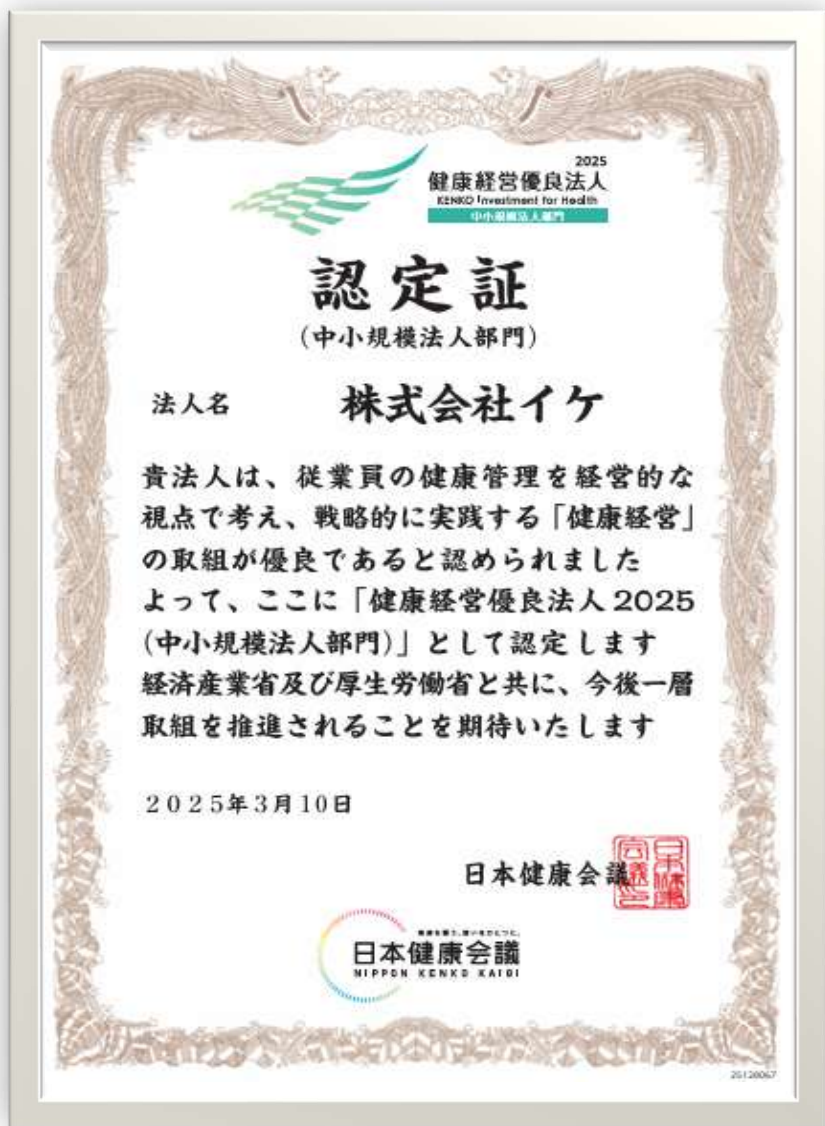 2025
健康経営優良法人
KENKO Investment for Health
中小規模法人部門
認定証
(中小規模法人部門)
法人名 株式会社イケ
貴法人は、従業員の健康管理を経営的な
視点で考え、戦略的に実践する「健康経営」
の取組が優良であると認められました
よって、ここに「健康経営優良法人2025
(中小規模法人部門)」として認定します
経済産業省及び厚生労働省と共に、今後一層
取組を推進されることを期待いたします
2025年3月10日
日本健康会議
日本健康会議
NIPPON KENKO KAIGI